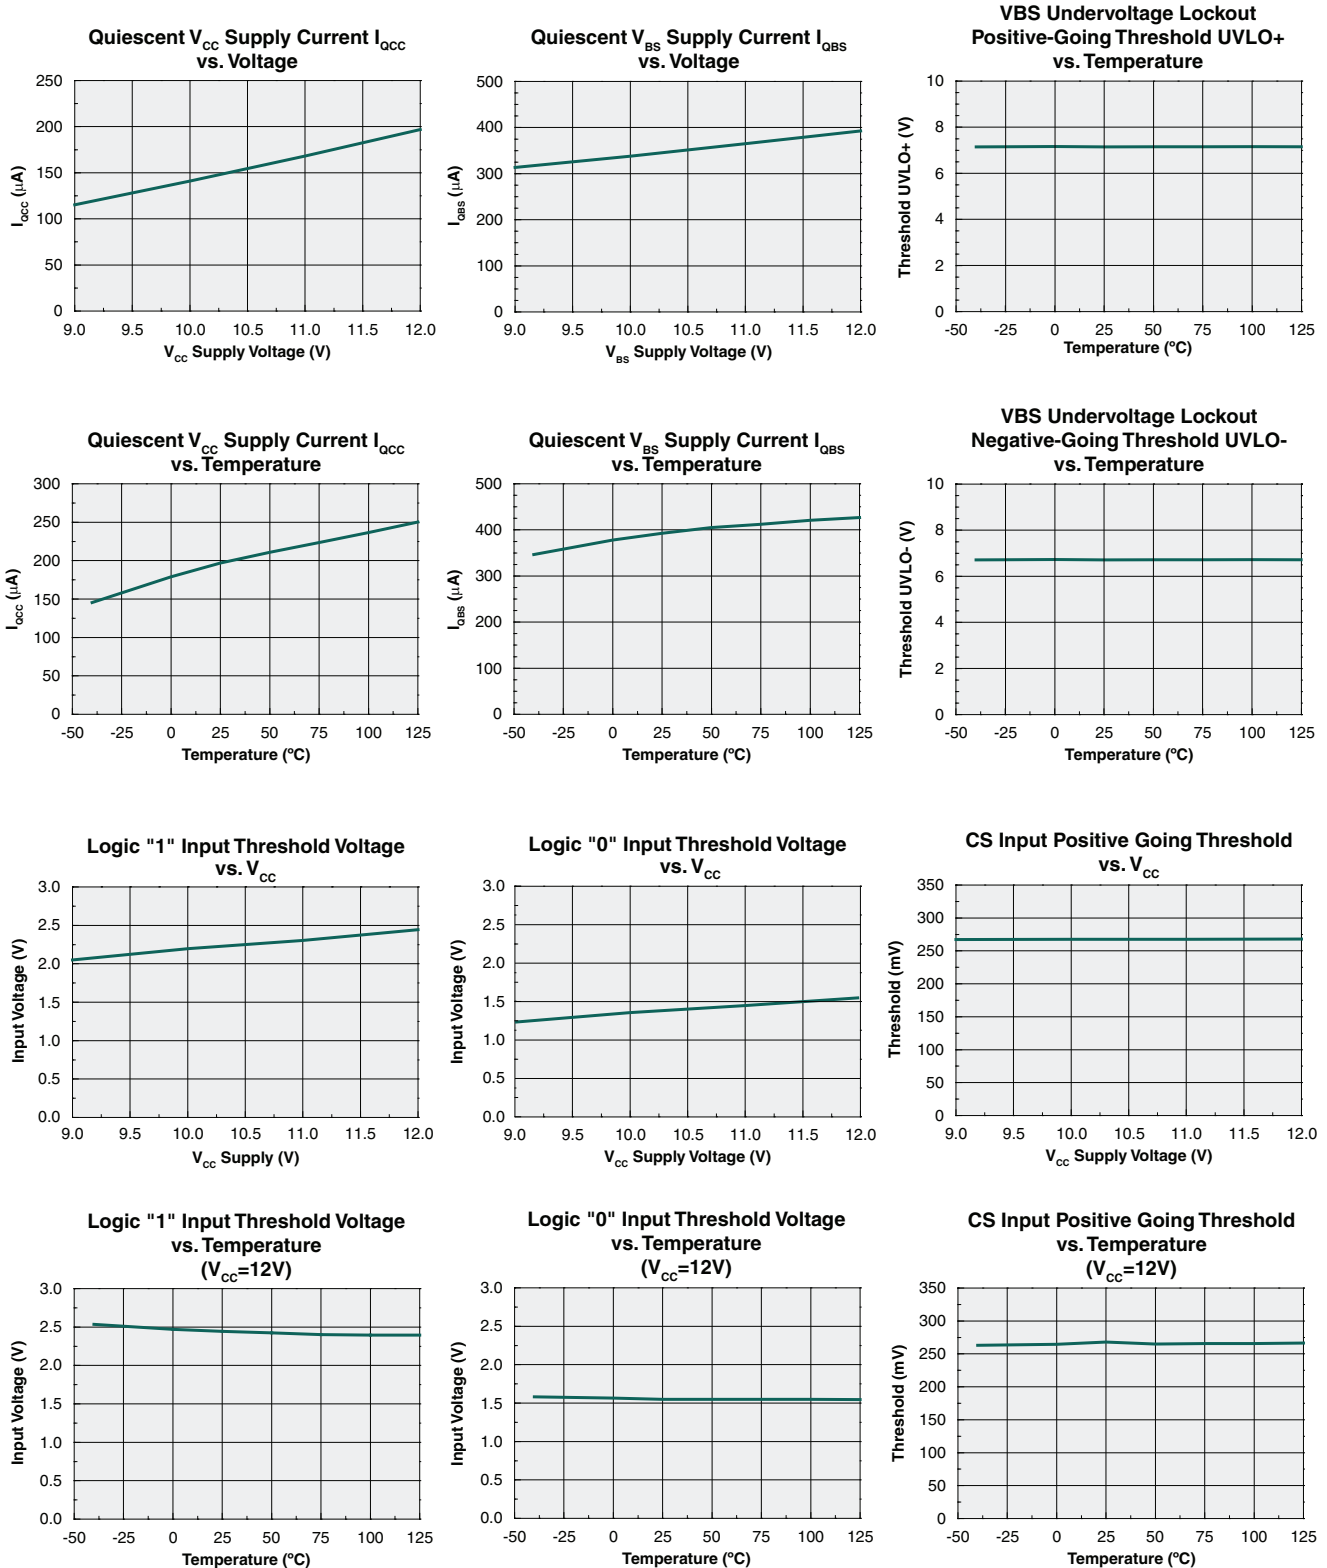 Quiescent VCC Supply Current IQCC
vs. Voltage
250
200
150
100
50
0
IQCC (μA)
9.0 9.5 10.0 10.5 11.0 11.5 12.0
VCC Supply Voltage (V)
Quiescent VBS Supply Current IQBS
vs. Voltage
500
400
300
200
100
0
IQBS (μA)
9.0 9.5 10.0 10.5 11.0 11.5 12.0
VBS Supply Voltage (V)
VBS Undervoltage Lockout
Positive-Going Threshold UVLO+
vs. Temperature
10
8
6
4
2
0
Threshold UVLO+ (V)
-50 -25 0 25 50 75 100 125
Temperature (ºC)
Quiescent VCC Supply Current IQCC
vs. Temperature
300
250
200
150
100
50
0
IQCC (μA)
-50 -25 0 25 50 75 100 125
Temperature (ºC)
Quiescent VBS Supply Current IQBS
vs. Temperature
500
400
300
200
100
0
IQBS (μA)
-50 -25 0 25 50 75 100 125
Temperature (ºC)
VBS Undervoltage Lockout
Negative-Going Threshold UVLO-
vs. Temperature
10
8
6
4
2
0
Threshold UVLO- (V)
-50 -25 0 25 50 75 100 125
Temperature (ºC)
Logic "1" Input Threshold Voltage
vs. VCC
3.0
2.5
2.0
1.5
1.0
0.5
0.0
Input Voltage (V)
9.0 9.5 10.0 10.5 11.0 11.5 12.0
VCC Supply (V)
Logic "0" Input Threshold Voltage
vs. VCC
3.0
2.5
2.0
1.5
1.0
0.5
0.0
Input Voltage (V)
9.0 9.5 10.0 10.5 11.0 11.5 12.0
VCC Supply Voltage (V)
CS Input Positive Going Threshold
vs. VCC
350
300
250
200
150
100
50
0
Threshold (mV)
9.0 9.5 10.0 10.5 11.0 11.5 12.0
VCC Supply Voltage (V)
Logic "1" Input Threshold Voltage
vs. Temperature
(VCC=12V)
3.0
2.5
2.0
1.5
1.0
0.5
0.0
Input Voltage (V)
-50 -25 0 25 50 75 100 125
Temperature (ºC)
Logic "0" Input Threshold Voltage
vs. Temperature
(VCC=12V)
3.0
2.5
2.0
1.5
1.0
0.5
0.0
Input Voltage (V)
-50 -25 0 25 50 75 100 125
Temperature (ºC)
CS Input Positive Going Threshold
vs. Temperature
(VCC=12V)
350
300
250
200
150
100
50
0
Threshold (mV)
-50 -25 0 25 50 75 100 125
Temperature (ºC)